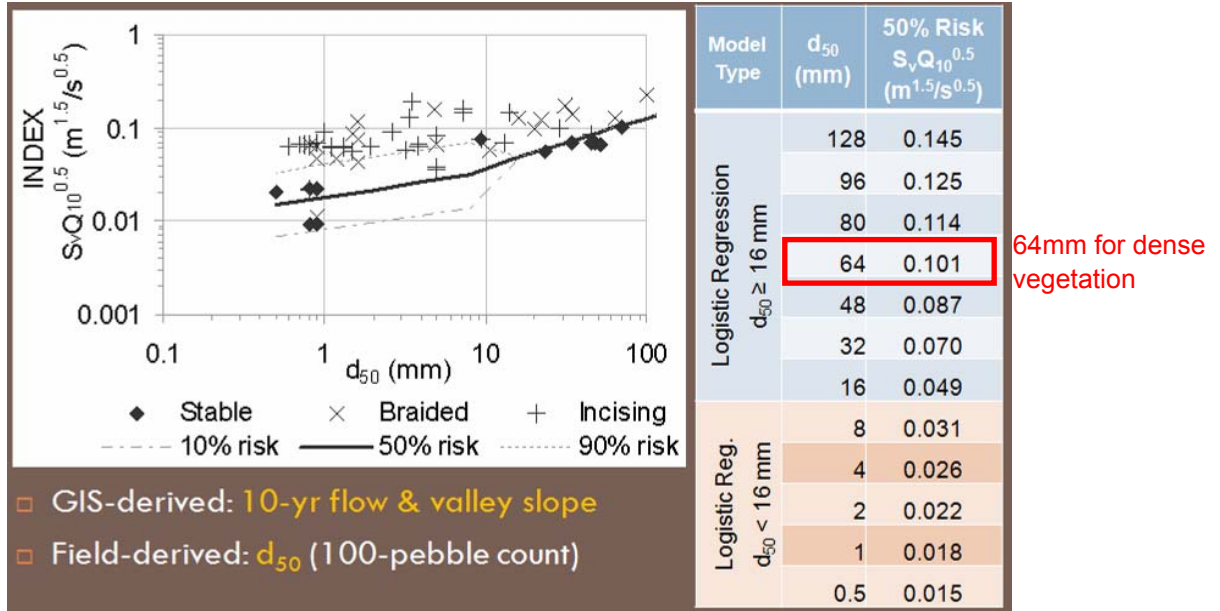 INDEX
SvQ10^0.5 (m^1.5/s^0.5)
1
0.1
0.01
0.001
0.1 1 10 100
d50 (mm)
Stable Braided Incising
10% risk 50% risk 90% risk
GIS-derived: 10-yr flow & valley slope
Field-derived: d50 (100-pebble count)
Model Type
d50 (mm)
50% Risk SvQ10^0.5 (m^1.5/s^0.5)
Logistic Regression
d50 ≥ 16 mm
128 0.145
96 0.125
80 0.114
64 0.101
48 0.087
32 0.070
16 0.049
Logistic Reg.
d50 < 16 mm
8 0.031
4 0.026
2 0.022
1 0.018
0.5 0.015
64mm for dense
vegetation